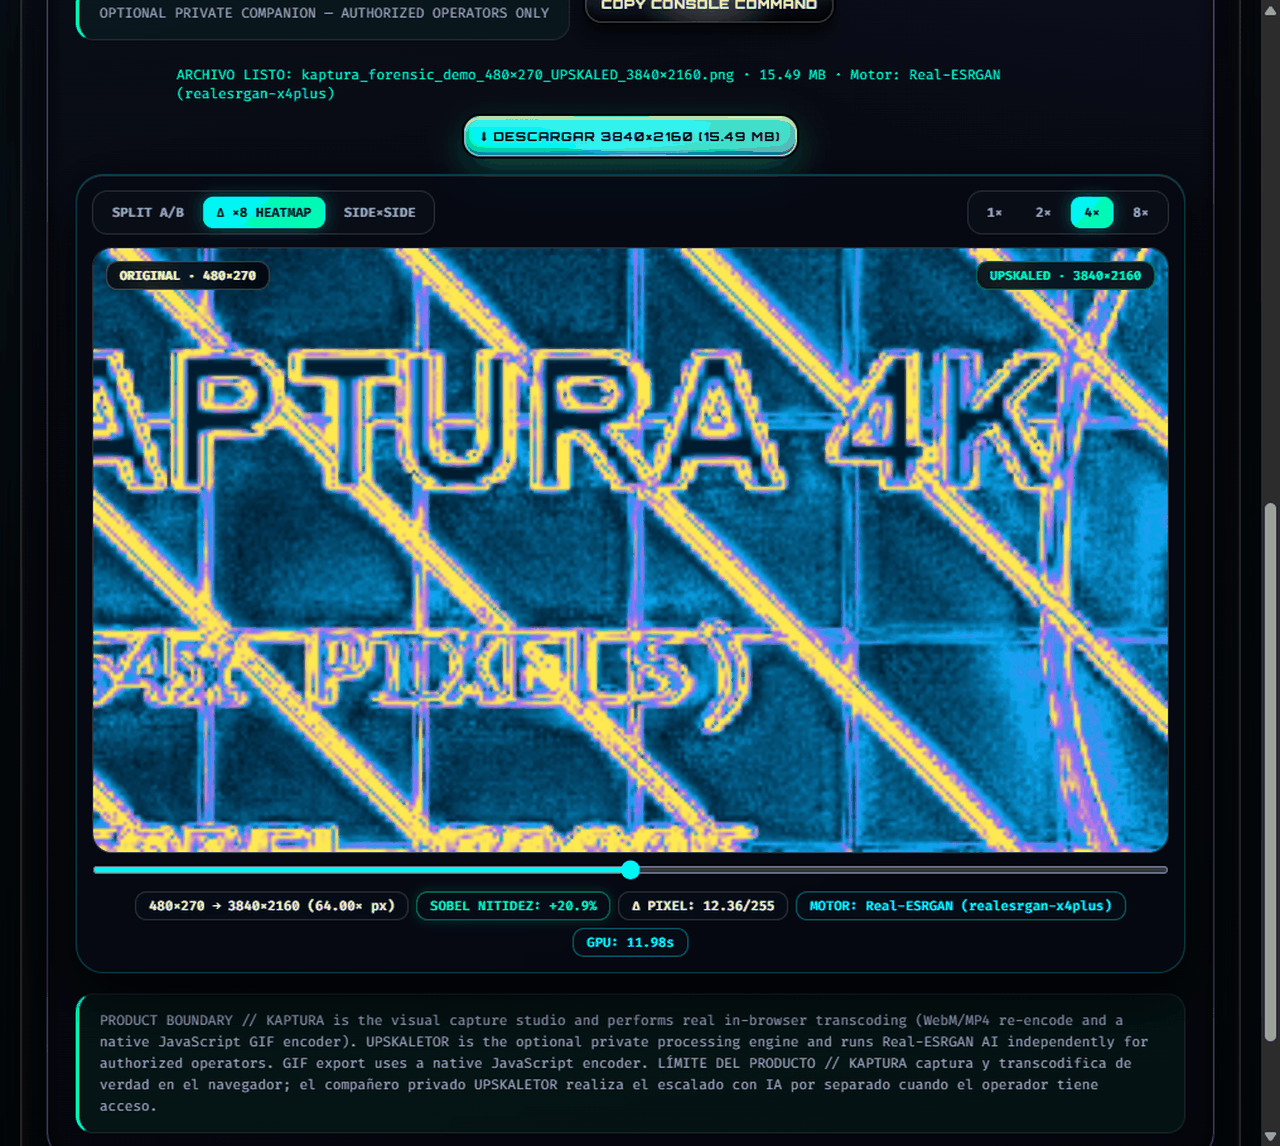 OPTIONAL PRIVATE COMPANION — AUTHORIZED OPERATORS ONLY
COPY CONSOLE COMMAND
ARCHIVO LISTO: kaptura_forensic_demo_480×270_UPSKALED_3840×2160.png · 15.49 MB · Motor: Real-ESRGAN
(realesrgan-x4plus)
⬇ DESCARGAR 3840×2160 (15.49 MB)
SPLIT A/B
Δ ×8 HEATMAP
SIDE×SIDE
1×
2×
4×
8×
ORIGINAL · 480×270
UPSKALED · 3840×2160
APTURA 4K
PIXELS)
480×270 → 3840×2160 (64.00× px)
SOBEL NITIDEZ: +20.9%
Δ PIXEL: 12.36/255
MOTOR: Real-ESRGAN (realesrgan-x4plus)
GPU: 11.98s
PRODUCT BOUNDARY // KAPTURA is the visual capture studio and performs real in-browser transcoding (WebM/MP4 re-encode and a
native JavaScript GIF encoder). UPSKALETOR is the optional private processing engine and runs Real-ESRGAN AI independently for
authorized operators. GIF export uses a native JavaScript encoder. LÍMITE DEL PRODUCTO // KAPTURA captura y transcodifica de
verdad en el navegador; el compañero privado UPSKALETOR realiza el escalado con IA por separado cuando el operador tiene
acceso.